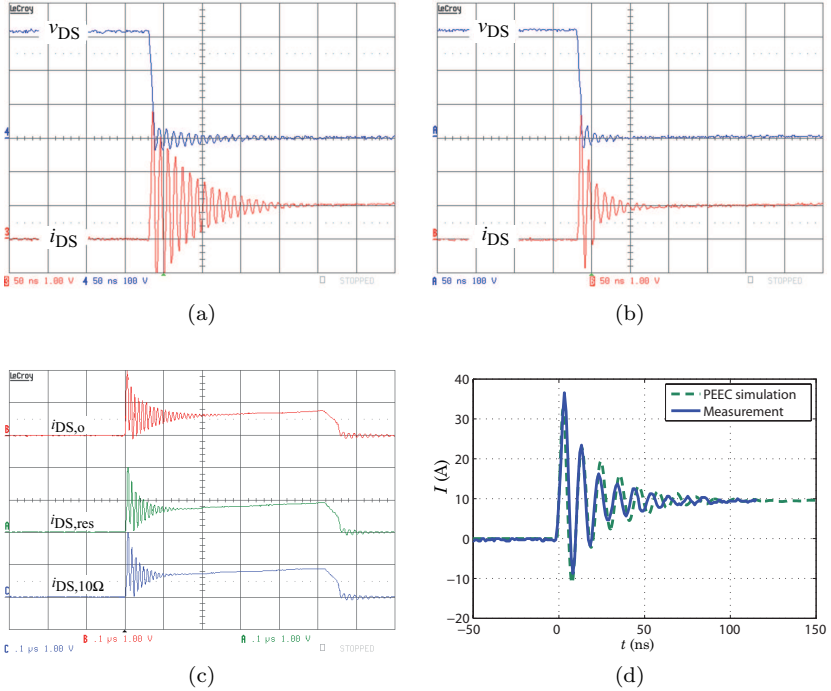 LeCroy
vDS
4
3
iDS
3 50 ns 1.00 V 4 50 ns 100 V
STOPPED
(a)
LeCroy
vDS
A
B
iDS
A 50 ns 100 V
B 50 ns 1.00 V
STOPPED
(b)
LeCroy
B
iDS,o
A
iDS,res
C
iDS,10Ω
B .1 µs 1.00 V
A .1 µs 1.00 V
C .1 µs 1.00 V
STOPPED
(c)
40
30
20
10
0
−10
−20
I (A)
PEEC simulation
Measurement
−50
0
50
100
150
t (ns)
(d)